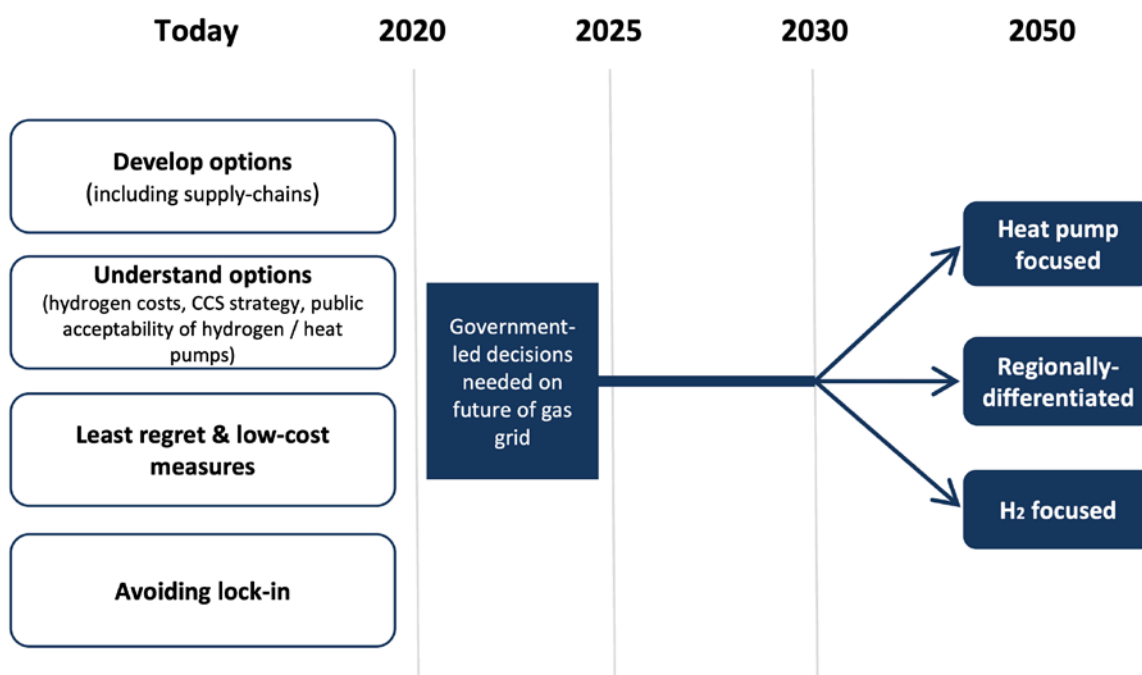 Today 2020 2025 2030 2050
Develop options
(including supply-chains)
Understand options
(hydrogen costs, CCS strategy, public
acceptability of hydrogen / heat
pumps)
Least regret & low-cost
measures
Avoiding lock-in
Government-
led decisions
needed on
future of gas
grid
Heat pump
focused
Regionally-
differentiated
H₂ focused